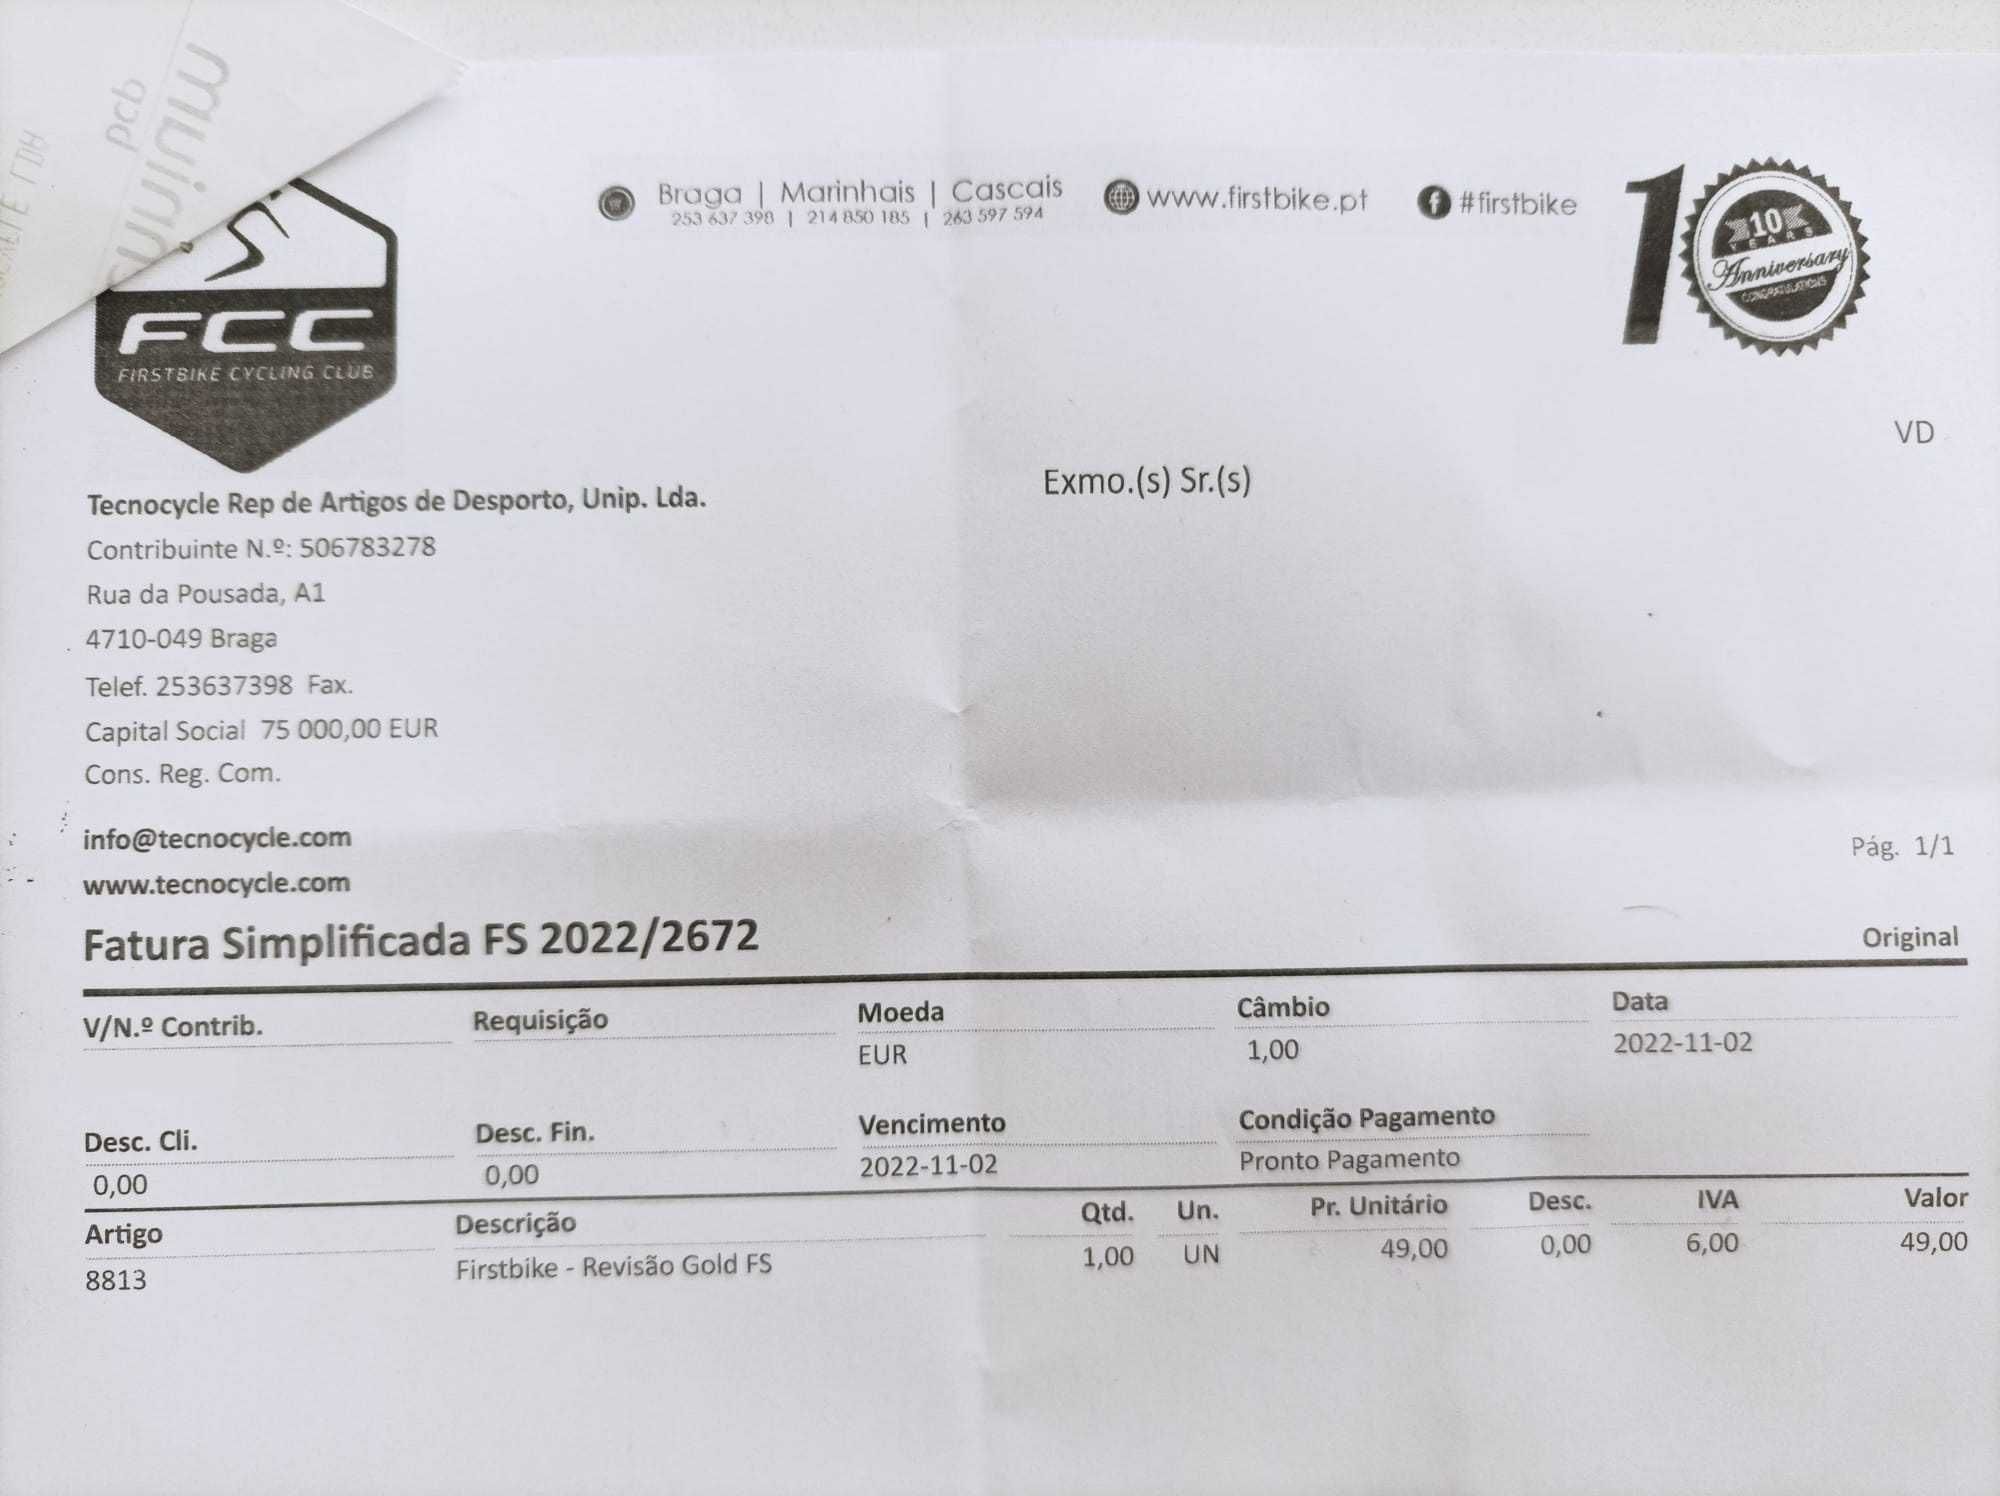 pcb
Braga | Marinhais | Cascais
253 637 398 | 214 850 185 | 263 597 594
www.firstbike.pt
#firstbike
10
10
YEARS
Anniversary
CONGRATULATIONS
FCC
FIRSTBIKE CYCLING CLUB
VD
Exmo.(s) Sr.(s)
Tecnocycle Rep de Artigos de Desporto, Unip. Lda.
Contribuinte N.º: 506783278
Rua da Pousada, A1
4710-049 Braga
Telef. 253637398 Fax.
Capital Social 75 000,00 EUR
Cons. Reg. Com.
info@tecnocycle.com
www.tecnocycle.com
Pág. 1/1
Fatura Simplificada FS 2022/2672
Original
V/N.º Contrib. Requisição Moeda Câmbio Data
EUR 1,00 2022-11-02
Desc. Cli. Desc. Fin. Vencimento Condição Pagamento
0,00 0,00 2022-11-02 Pronto Pagamento
Artigo Descrição Qtd. Un. Pr. Unitário Desc. IVA Valor
8813 Firstbike - Revisão Gold FS 1,00 UN 49,00 0,00 6,00 49,00